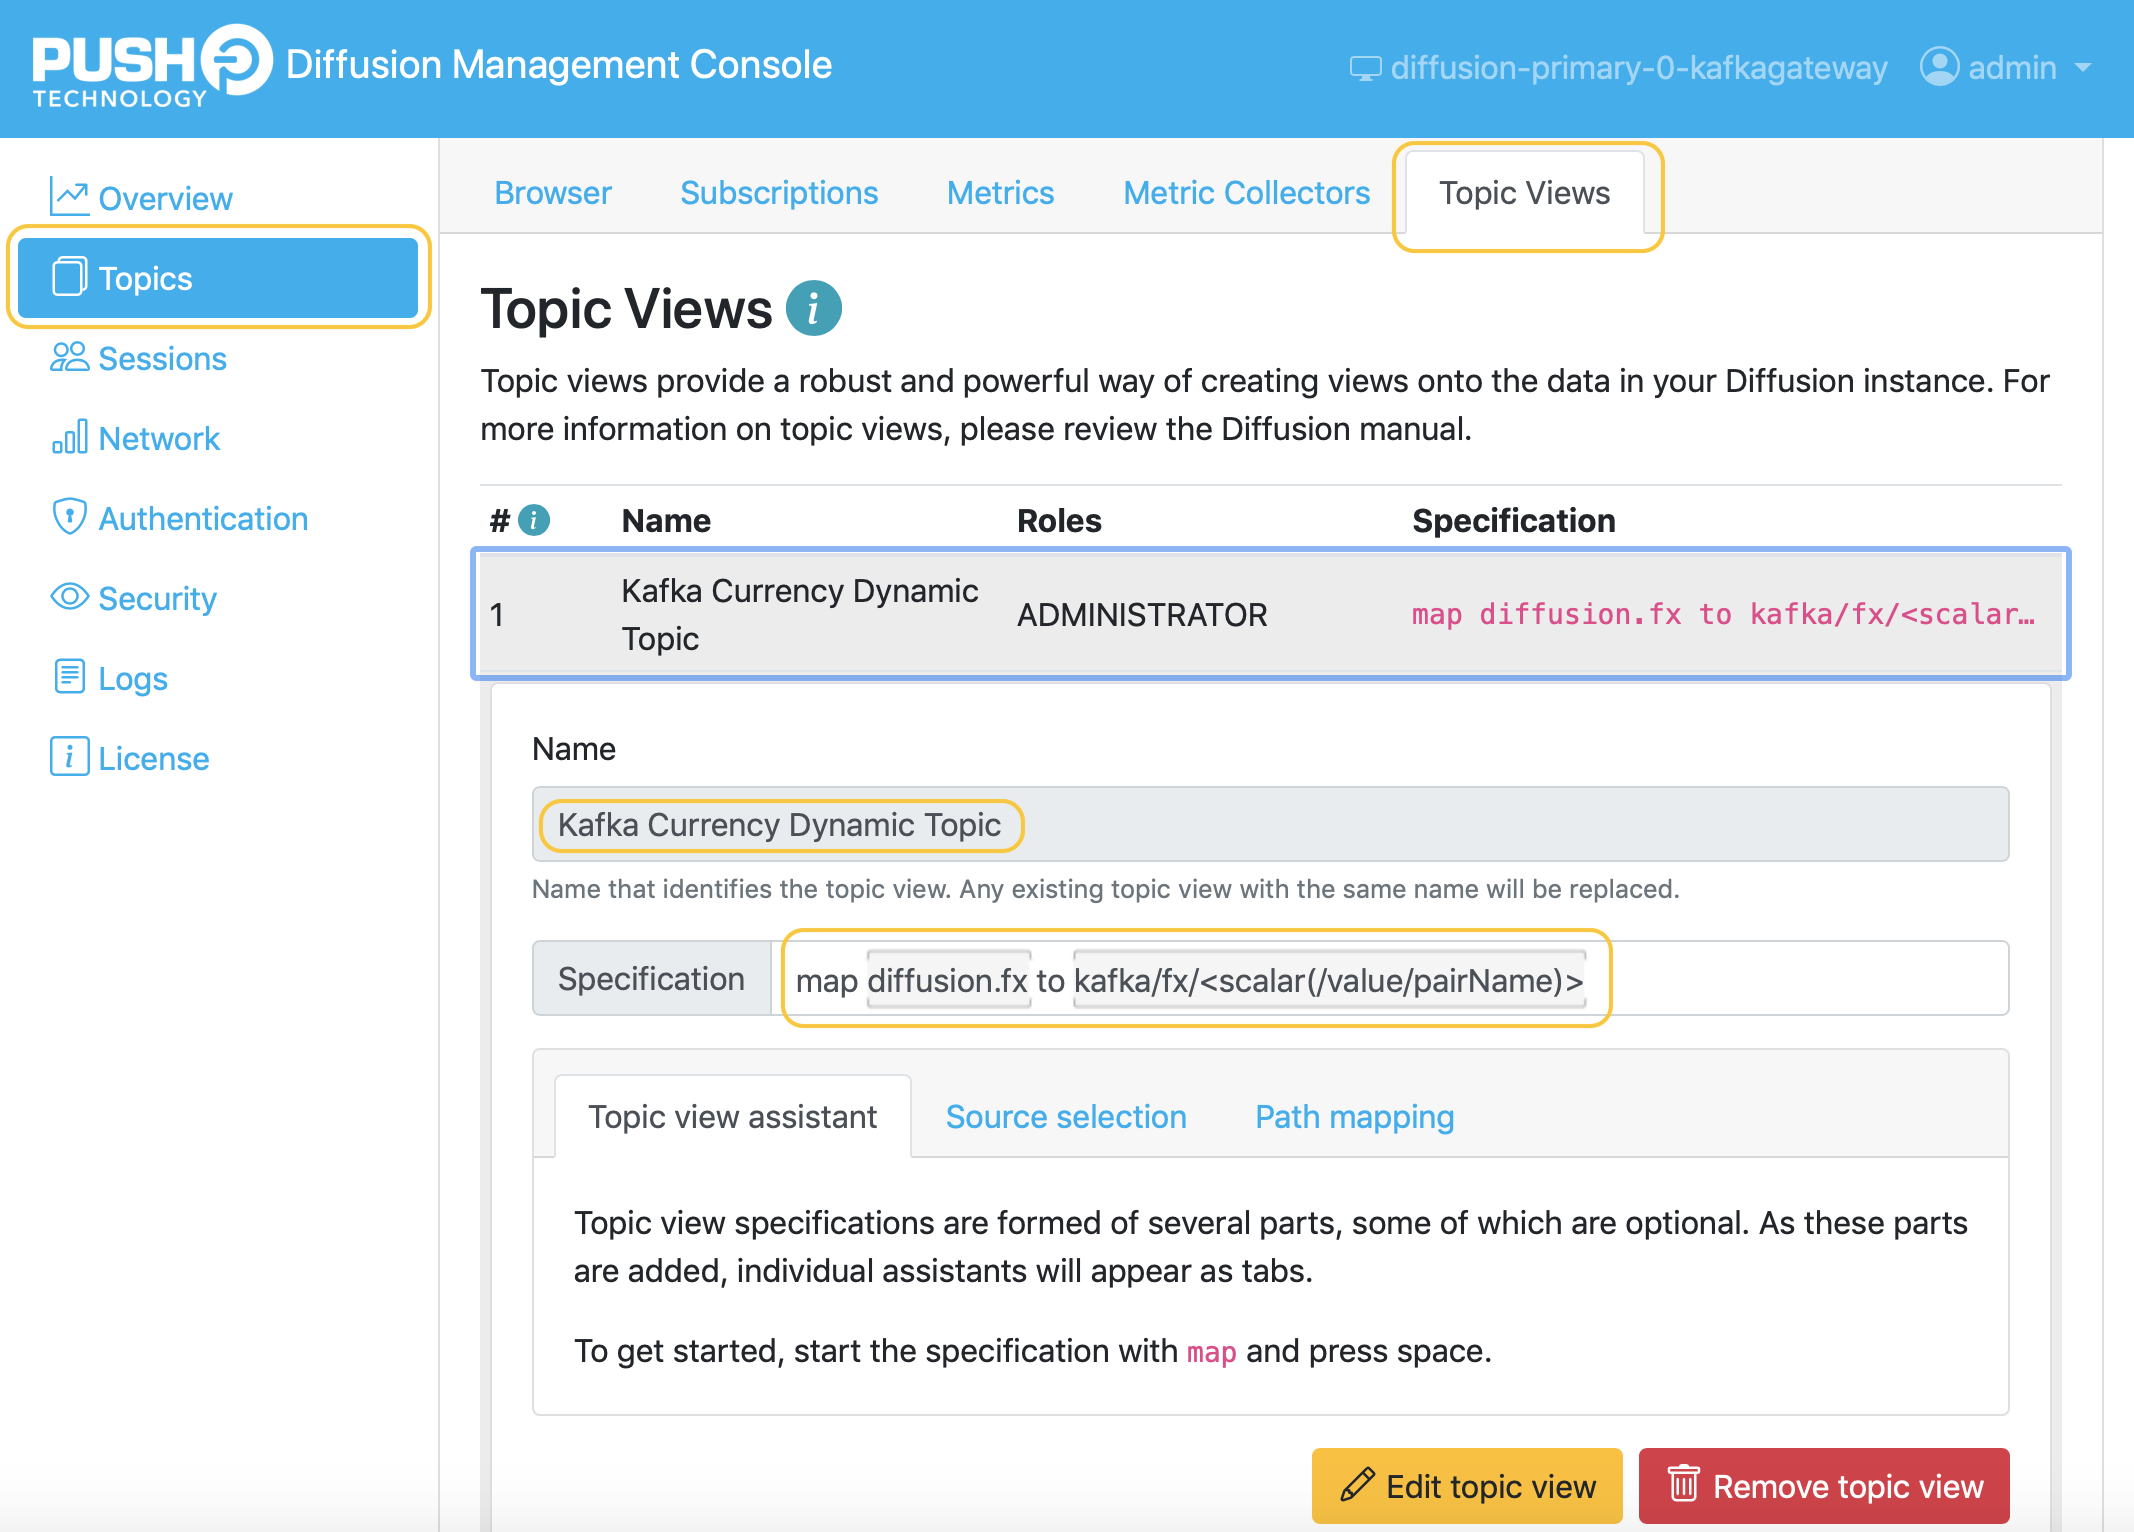 PUSH TECHNOLOGY Diffusion Management Console
diffusion-primary-0-kafkagateway admin
Overview
Topics
Sessions
Network
Authentication
Security
Logs
License
Browser Subscriptions Metrics Metric Collectors Topic Views
Topic Views i
Topic views provide a robust and powerful way of creating views onto the data in your Diffusion instance. For
more information on topic views, please review the Diffusion manual.
# i Name Roles Specification
1 Kafka Currency Dynamic Topic ADMINISTRATOR map diffusion.fx to kafka/fx/<scalar…
Name
Kafka Currency Dynamic Topic
Name that identifies the topic view. Any existing topic view with the same name will be replaced.
Specification map diffusion.fx to kafka/fx/<scalar(/value/pairName)>
Topic view assistant Source selection Path mapping
Topic view specifications are formed of several parts, some of which are optional. As these parts
are added, individual assistants will appear as tabs.
To get started, start the specification with map and press space.
Edit topic view Remove topic view